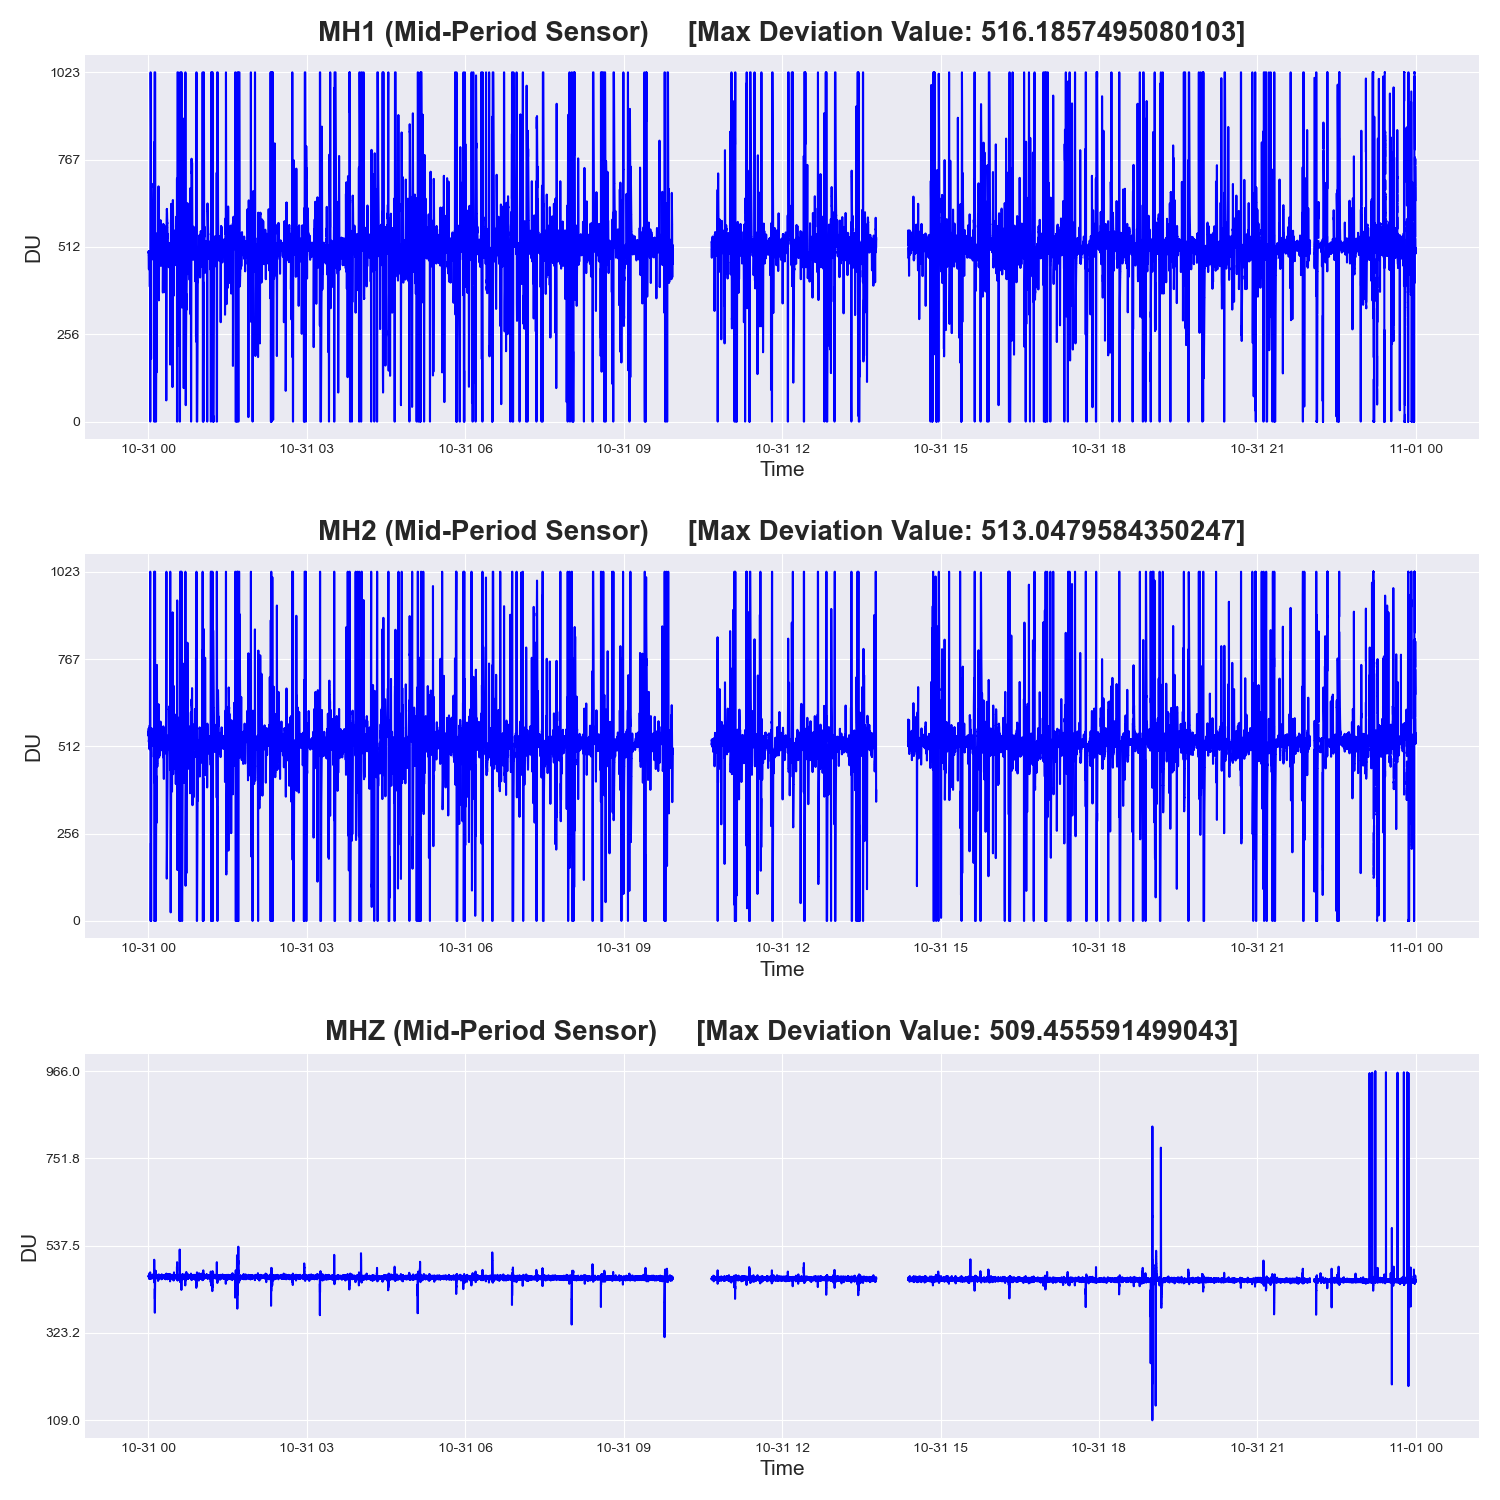 MH1 (Mid-Period Sensor) [Max Deviation Value: 516.1857495080103]
1023
767
512
256
0
DU
10-31 00 10-31 03 10-31 06 10-31 09 10-31 12 10-31 15 10-31 18 10-31 21 11-01 00
Time
MH2 (Mid-Period Sensor) [Max Deviation Value: 513.0479584350247]
1023
767
512
256
0
DU
10-31 00 10-31 03 10-31 06 10-31 09 10-31 12 10-31 15 10-31 18 10-31 21 11-01 00
Time
MHZ (Mid-Period Sensor) [Max Deviation Value: 509.455591499043]
966.0
751.8
537.5
323.2
109.0
DU
10-31 00 10-31 03 10-31 06 10-31 09 10-31 12 10-31 15 10-31 18 10-31 21 11-01 00
Time